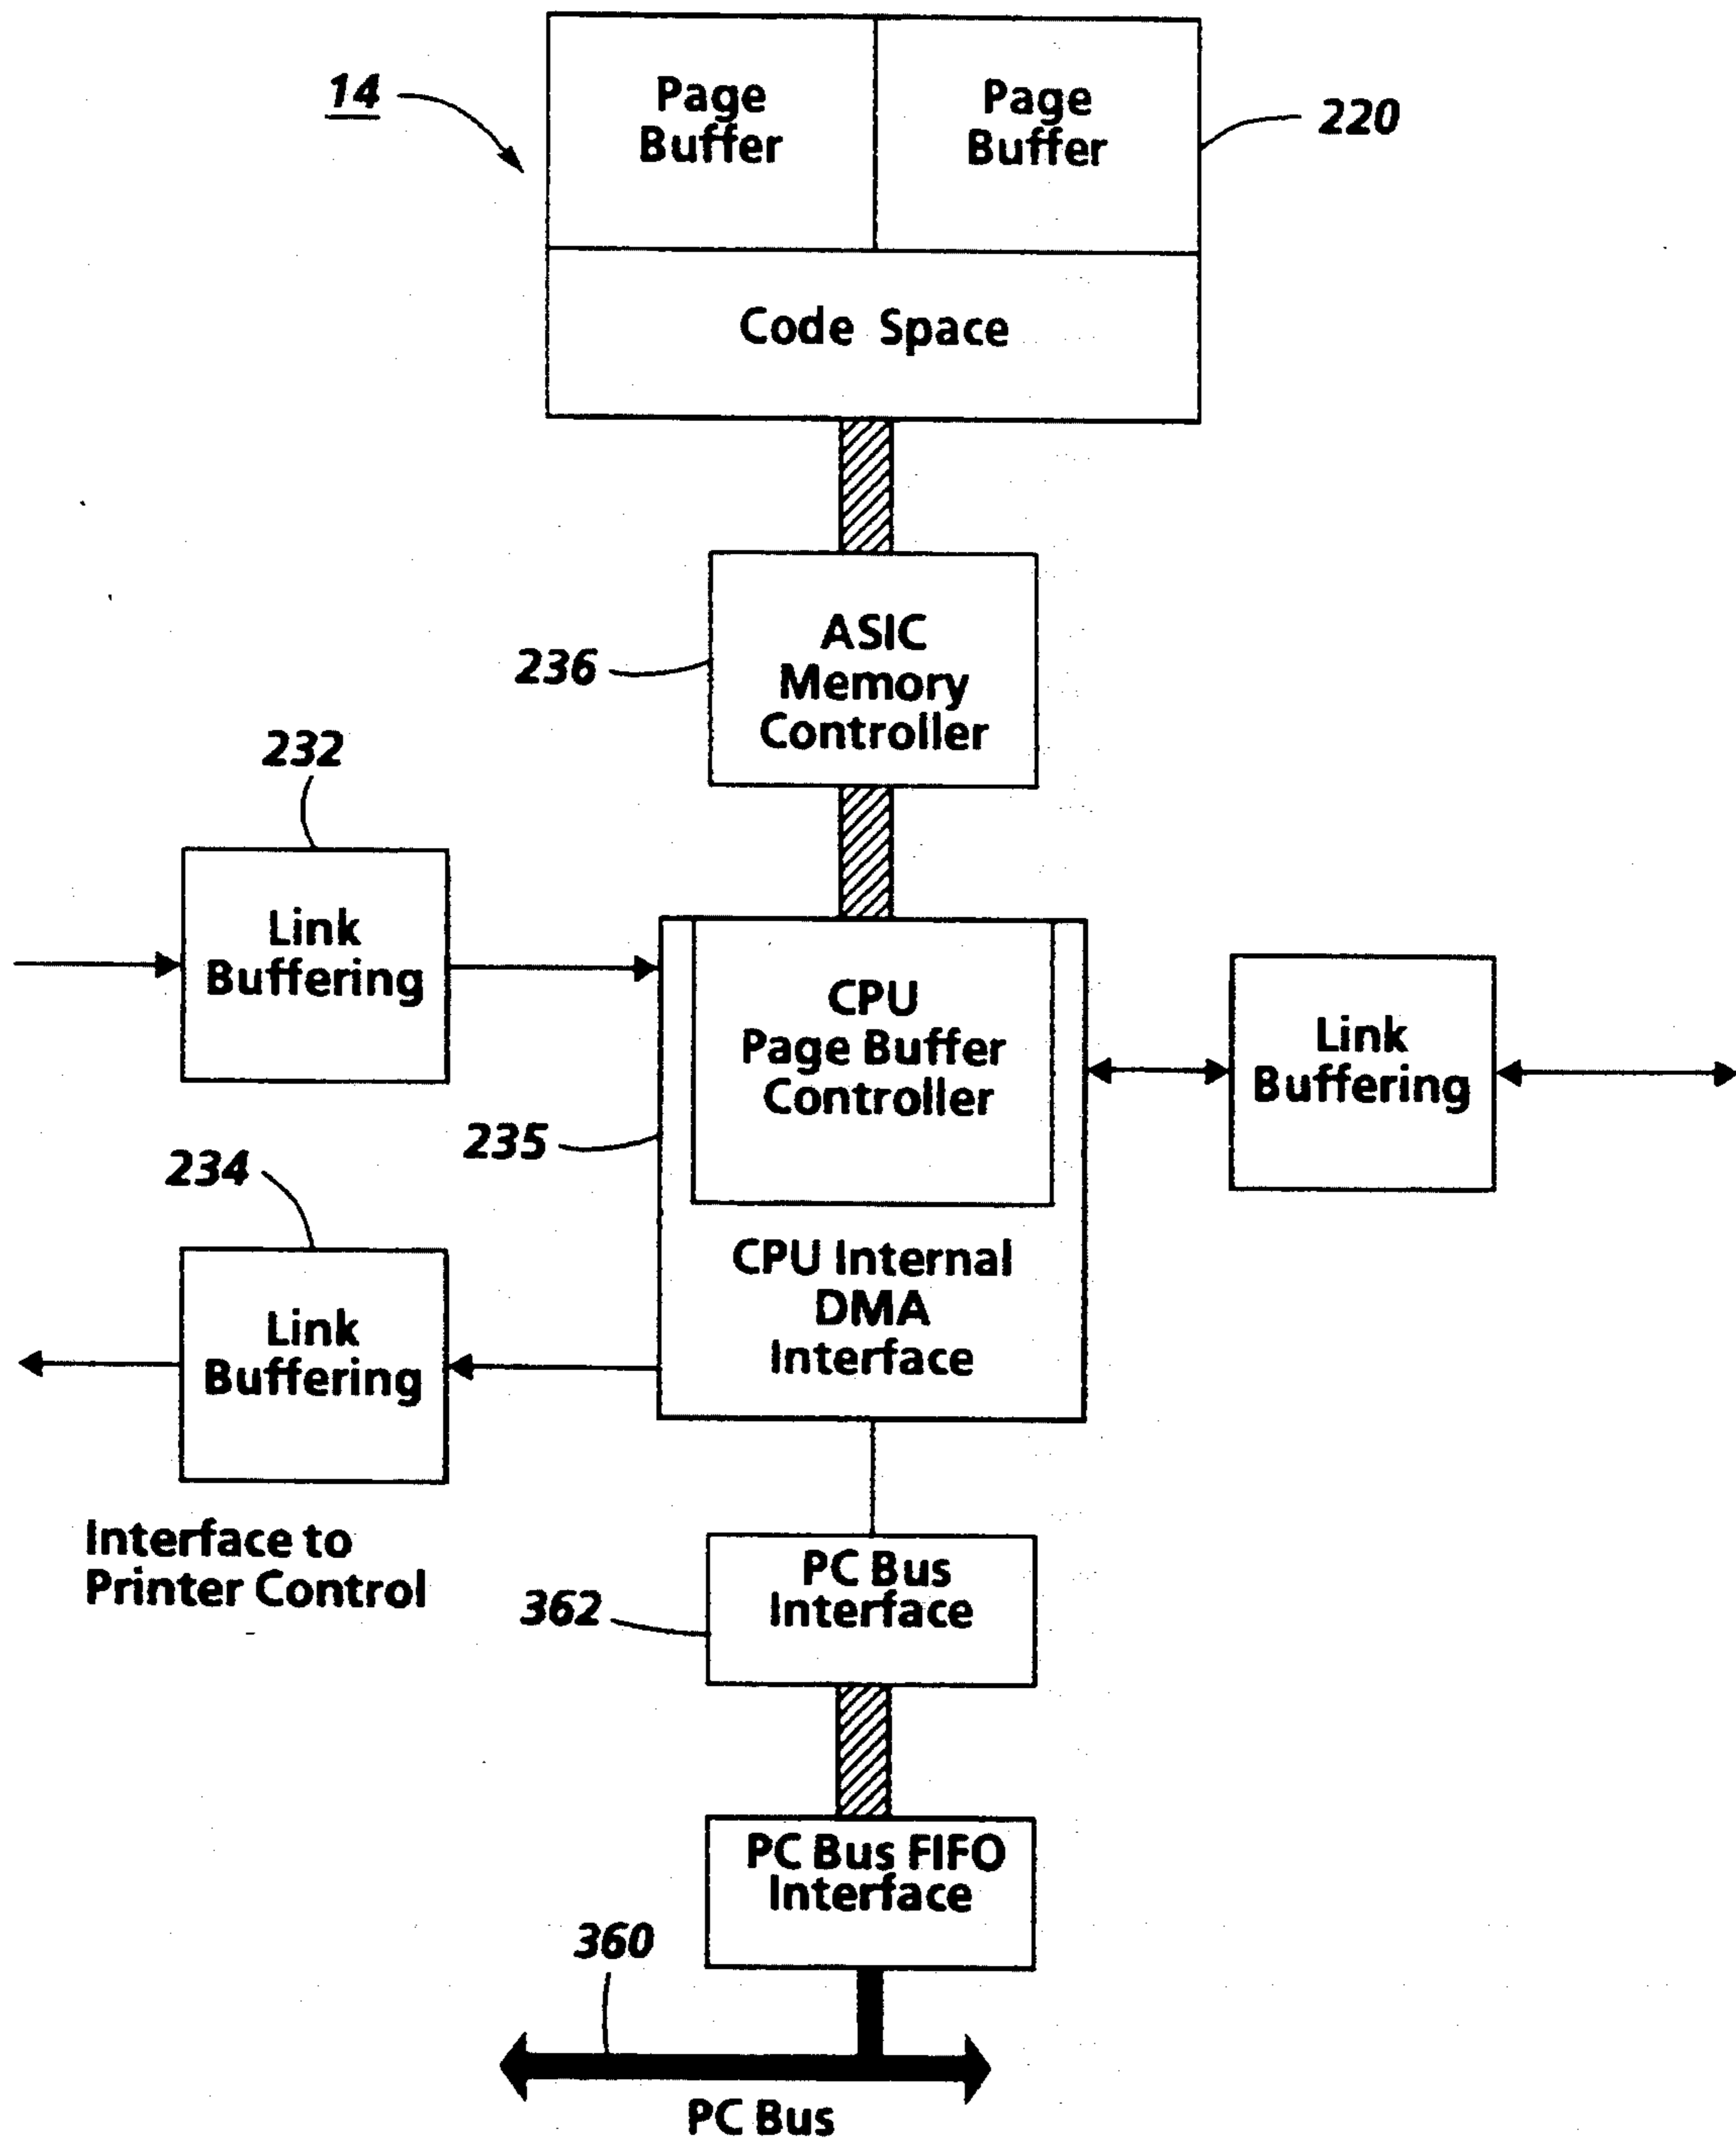 14
Page
Buffer
Page
Buffer
220
Code Space
236
ASIC
Memory
Controller
232
Link
Buffering
CPU
Page Buffer
Controller
Link
Buffering
235
234
CPU Internal
DMA
Interface
Link
Buffering
Interface to
Printer Control
362
PC Bus
Interface
PC Bus FIFO
Interface
360
PC Bus